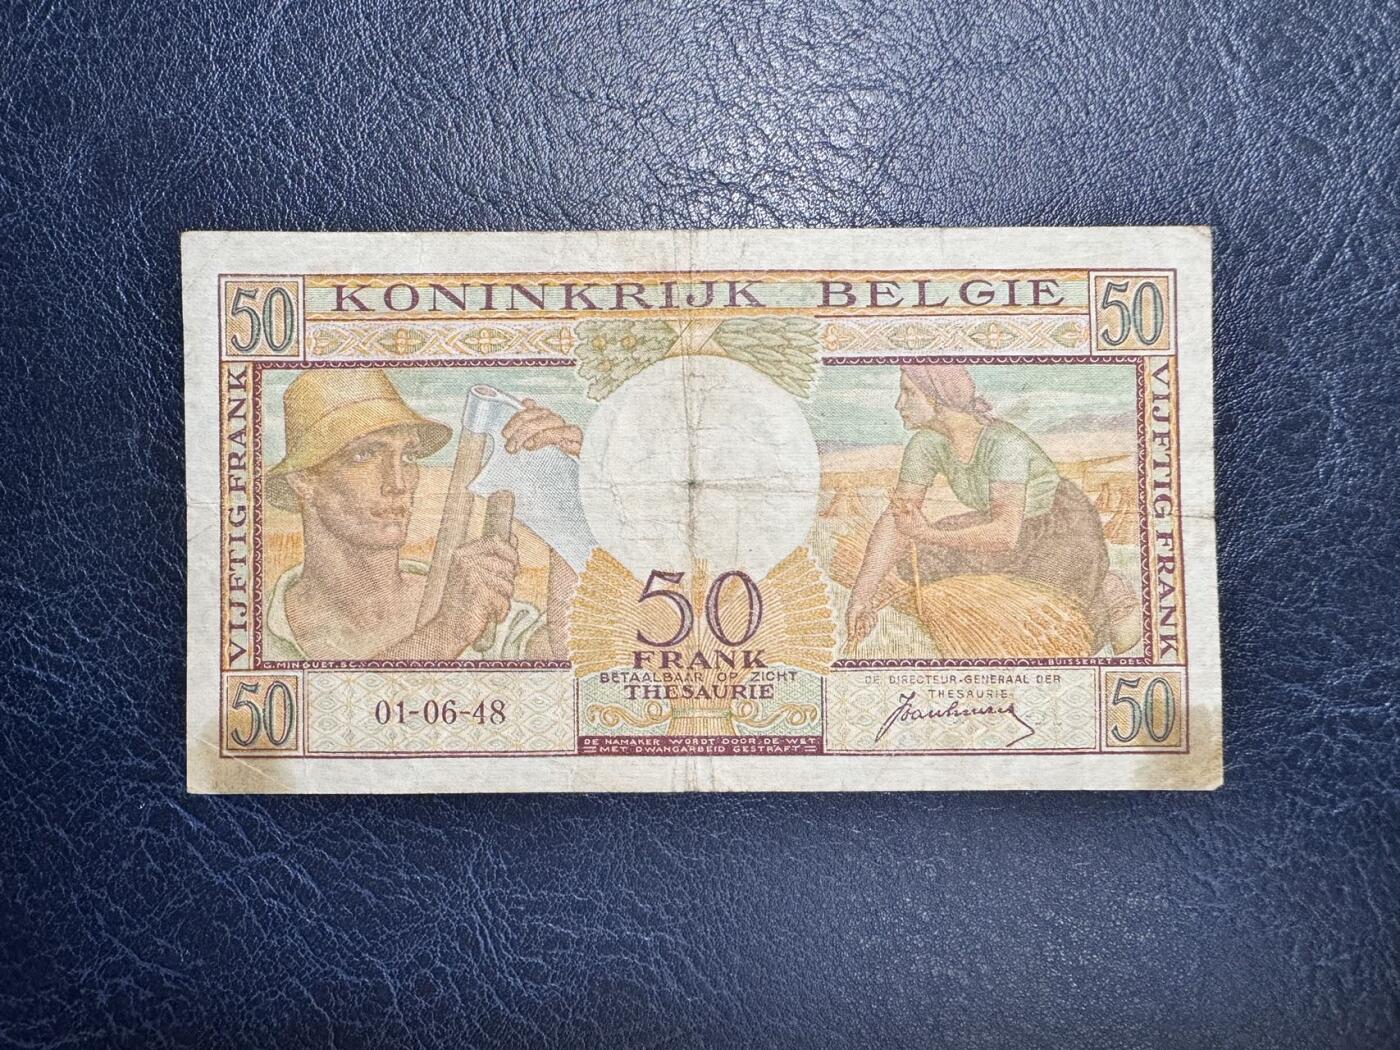 50 KONINKRIJK BELGIE 50
VIJFTIG FRANK
VIJFTIG FRANK
G. MINGUET. SC.
L. BUISSERET. DEL.
50
FRANK
BETAALBAAR OP ZICHT
THESAURIE
DE DIRECTEUR-GENERAAL DER
THESAURIE
50 01-06-48 50
DE NAMAKER WORDT DOOR DE WET
MET DWANGARBEID GESTRAFT